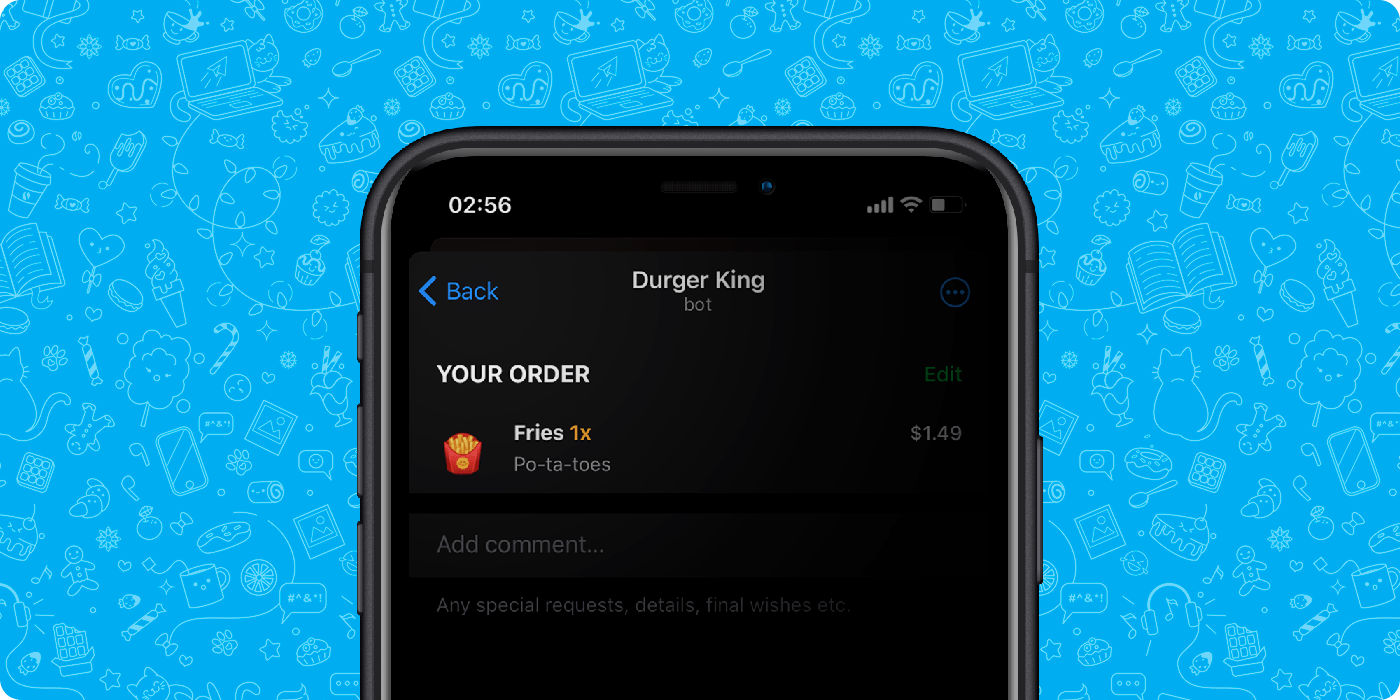 02:56
Back
Durger King
bot
YOUR ORDER
Edit
Fries 1x
$1.49
Po-ta-toes
Add comment...
Any special requests, details, final wishes etc.
#^&*!
#^&*!
#^&*!
#^&*!